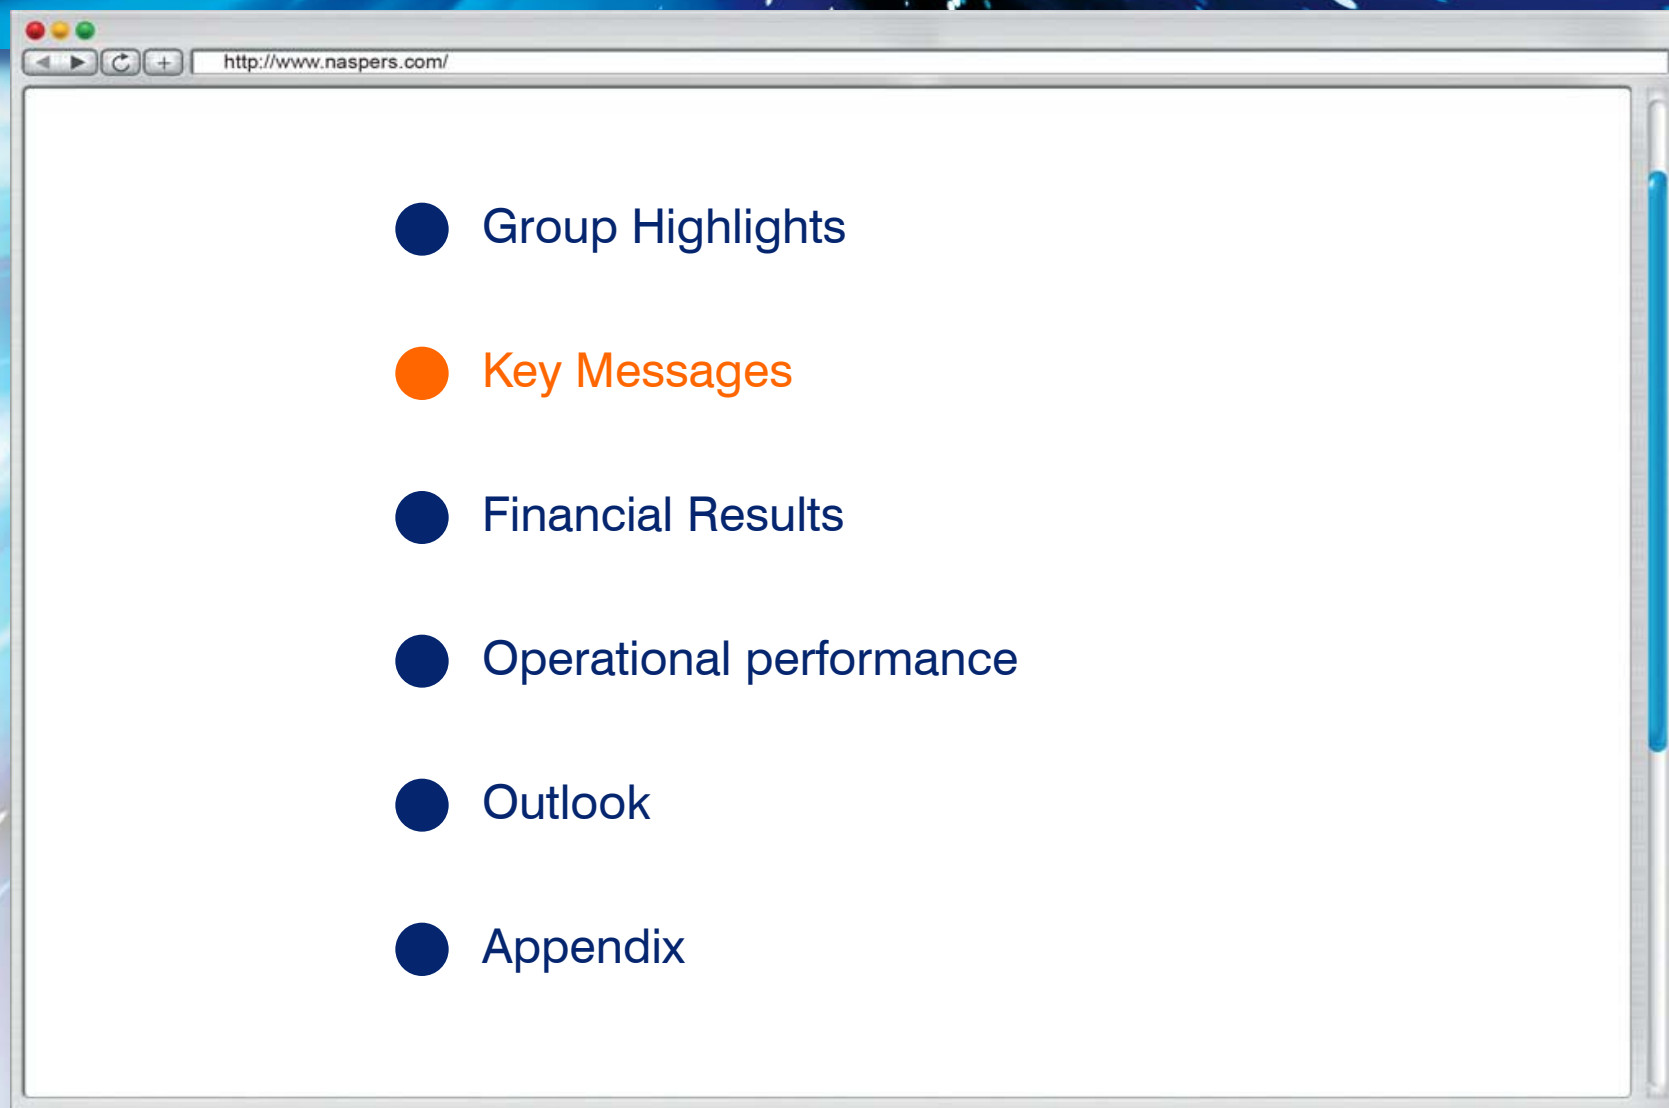 http://www.naspers.com/
Group Highlights
Key Messages
Financial Results
Operational performance
Outlook
Appendix